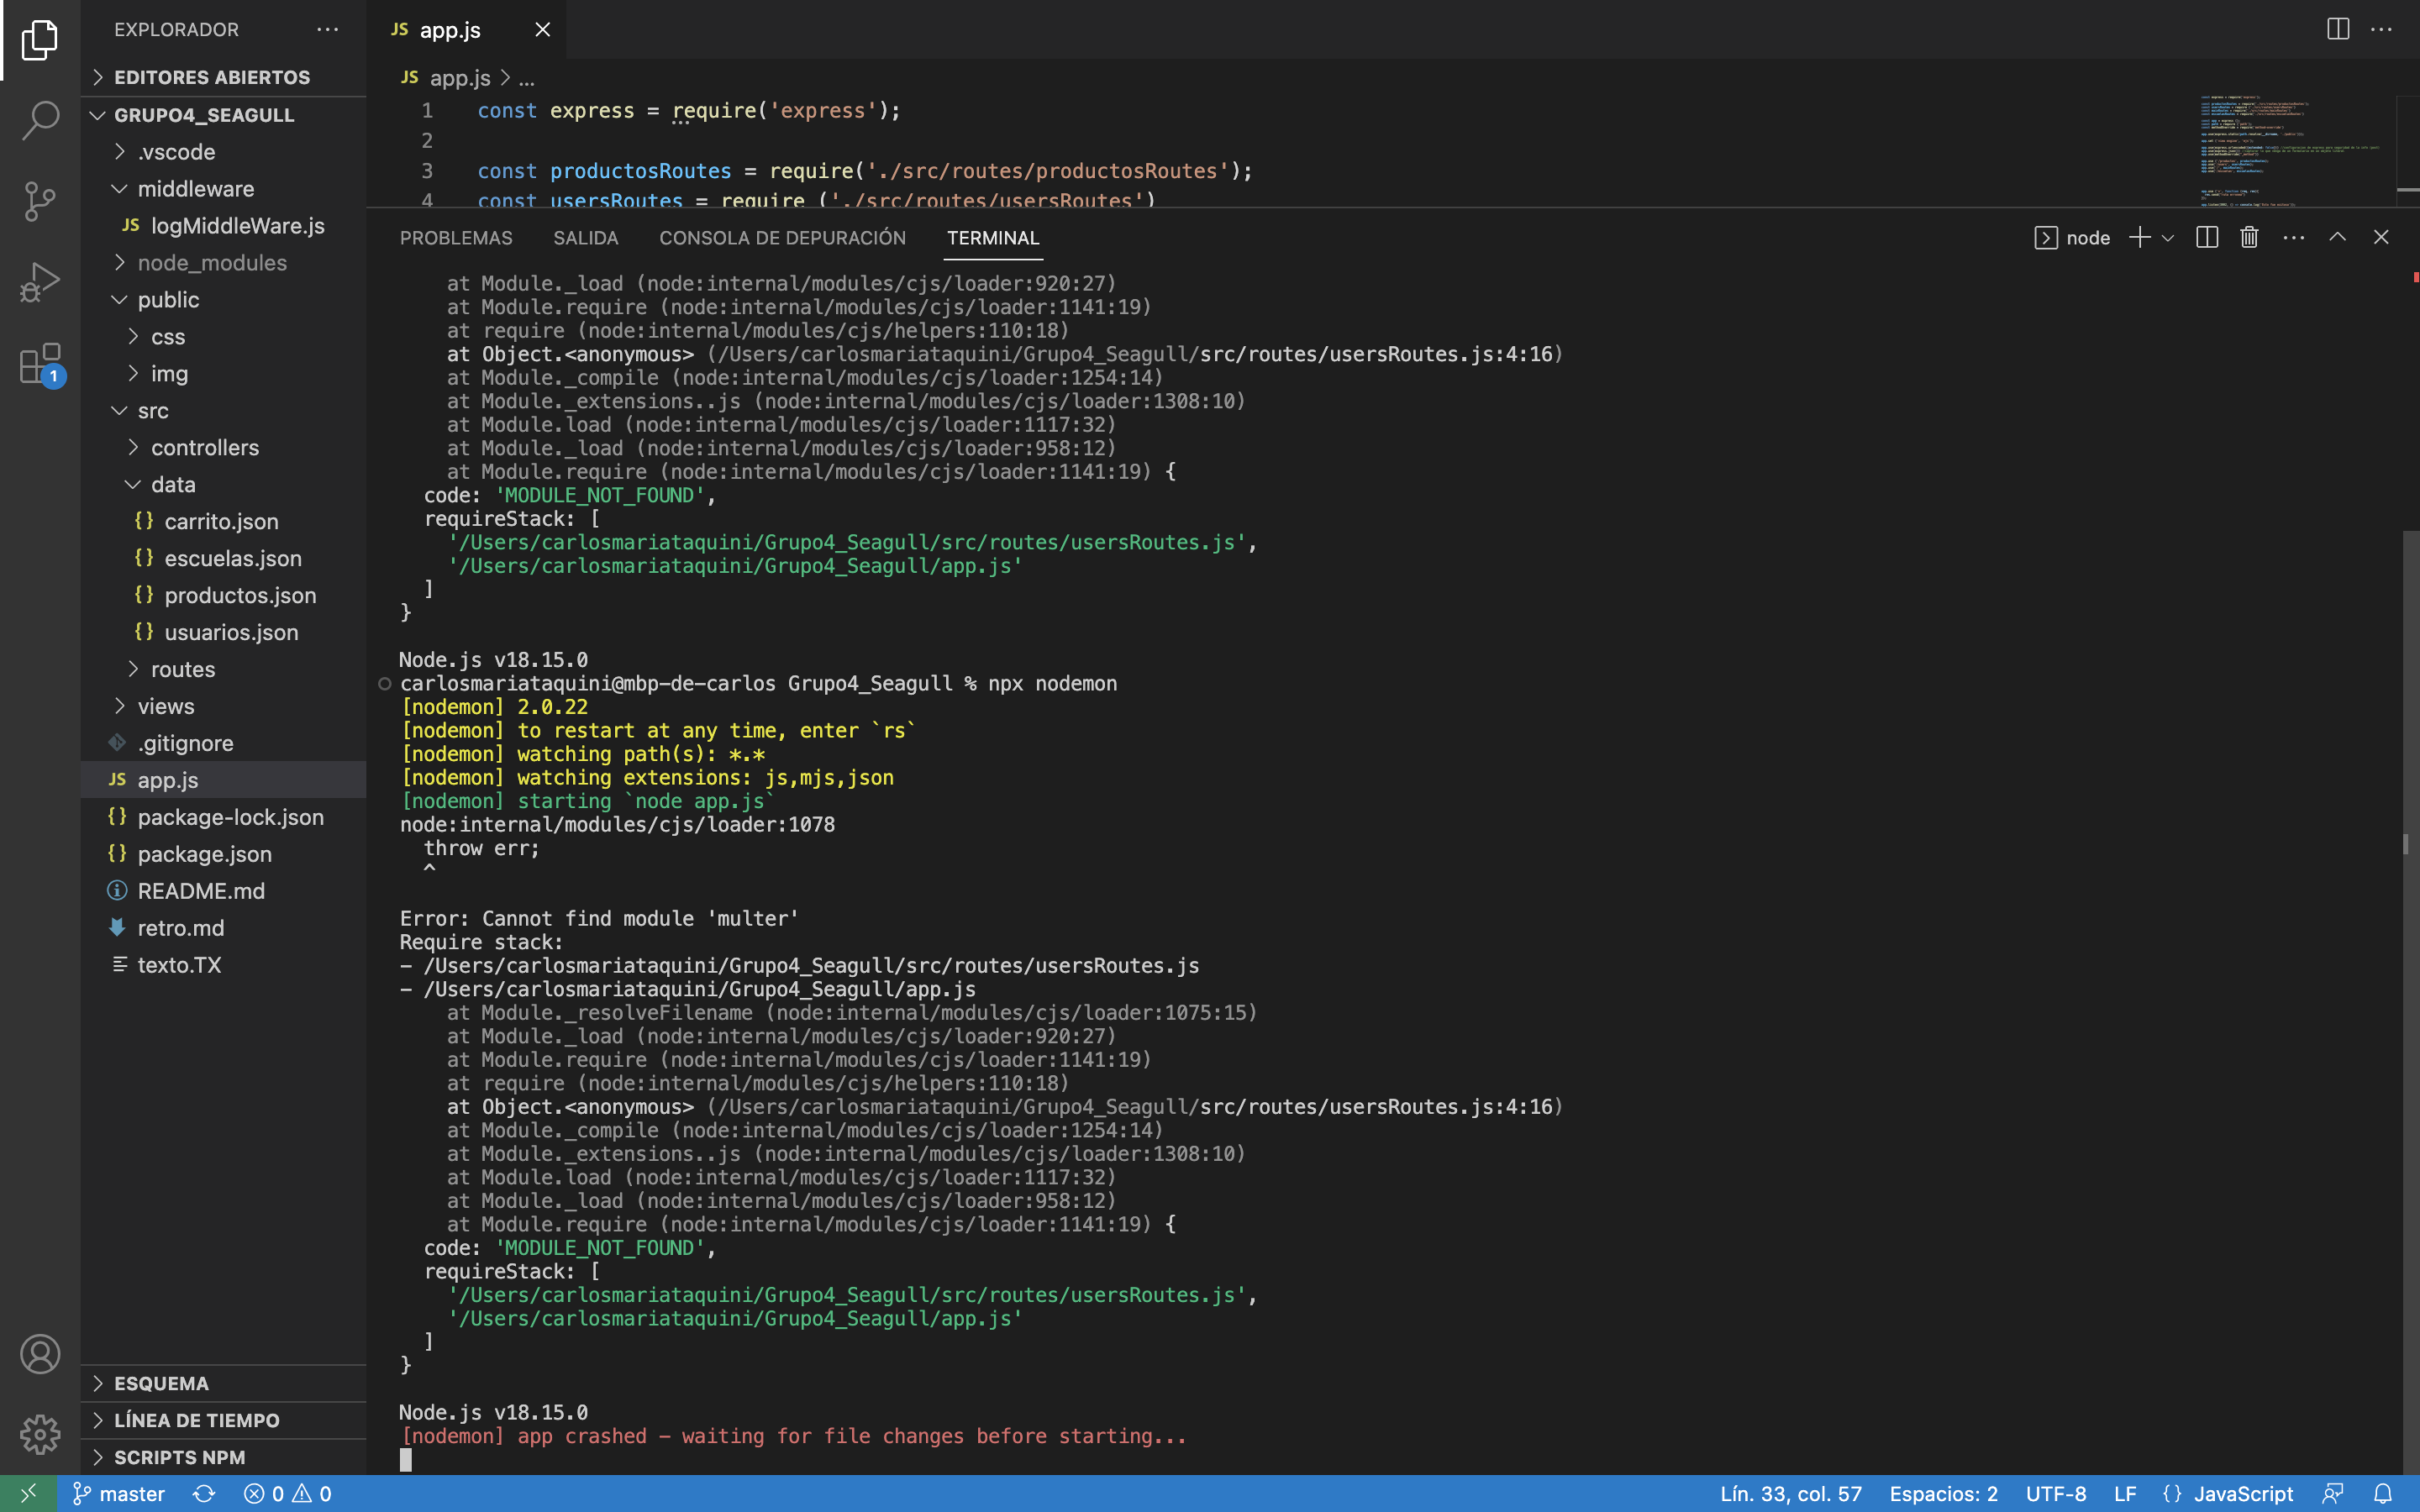 EXPLORADOR
EDITORES ABIERTOS
GRUPO4_SEAGULL
.vscode
middleware
JS logMiddleWare.js
node_modules
public
css
img
src
controllers
data
{} carrito.json
{} escuelas.json
{} productos.json
{} usuarios.json
routes
views
.gitignore
JS app.js
{} package-lock.json
{} package.json
README.md
retro.md
texto.TX
ESQUEMA
LÍNEA DE TIEMPO
SCRIPTS NPM
1
JS app.js
JS app.js > ...
1 const express = require('express');
2
3 const productosRoutes = require('./src/routes/productosRoutes');
4 const usersRoutes = require ('./src/routes/usersRoutes')
PROBLEMAS SALIDA CONSOLA DE DEPURACIÓN TERMINAL
node
at Module._load (node:internal/modules/cjs/loader:920:27)
at Module.require (node:internal/modules/cjs/loader:1141:19)
at require (node:internal/modules/cjs/helpers:110:18)
at Object.<anonymous> (/Users/carlosmariataquini/Grupo4_Seagull/src/routes/usersRoutes.js:4:16)
at Module._compile (node:internal/modules/cjs/loader:1254:14)
at Module._extensions..js (node:internal/modules/cjs/loader:1308:10)
at Module.load (node:internal/modules/cjs/loader:1117:32)
at Module._load (node:internal/modules/cjs/loader:958:12)
at Module.require (node:internal/modules/cjs/loader:1141:19) {
code: 'MODULE_NOT_FOUND',
requireStack: [
'/Users/carlosmariataquini/Grupo4_Seagull/src/routes/usersRoutes.js',
'/Users/carlosmariataquini/Grupo4_Seagull/app.js'
]
}
Node.js v18.15.0
carlosmariataquini@mbp-de-carlos Grupo4_Seagull % npx nodemon
[nodemon] 2.0.22
[nodemon] to restart at any time, enter `rs`
[nodemon] watching path(s): *.*
[nodemon] watching extensions: js,mjs,json
[nodemon] starting `node app.js`
node:internal/modules/cjs/loader:1078
throw err;
^
Error: Cannot find module 'multer'
Require stack:
- /Users/carlosmariataquini/Grupo4_Seagull/src/routes/usersRoutes.js
- /Users/carlosmariataquini/Grupo4_Seagull/app.js
at Module._resolveFilename (node:internal/modules/cjs/loader:1075:15)
at Module._load (node:internal/modules/cjs/loader:920:27)
at Module.require (node:internal/modules/cjs/loader:1141:19)
at require (node:internal/modules/cjs/helpers:110:18)
at Object.<anonymous> (/Users/carlosmariataquini/Grupo4_Seagull/src/routes/usersRoutes.js:4:16)
at Module._compile (node:internal/modules/cjs/loader:1254:14)
at Module._extensions..js (node:internal/modules/cjs/loader:1308:10)
at Module.load (node:internal/modules/cjs/loader:1117:32)
at Module._load (node:internal/modules/cjs/loader:958:12)
at Module.require (node:internal/modules/cjs/loader:1141:19) {
code: 'MODULE_NOT_FOUND',
requireStack: [
'/Users/carlosmariataquini/Grupo4_Seagull/src/routes/usersRoutes.js',
'/Users/carlosmariataquini/Grupo4_Seagull/app.js'
]
}
Node.js v18.15.0
[nodemon] app crashed - waiting for file changes before starting...
master 0 0 Lín. 33, col. 57 Espacios: 2 UTF-8 LF {} JavaScript